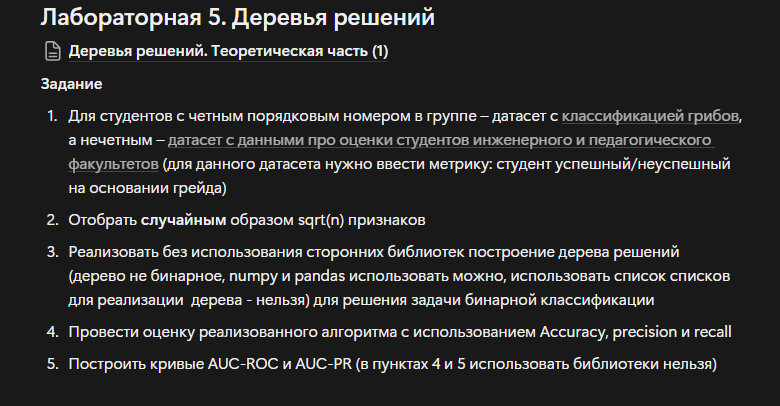 Лабораторная 5. Деревья решений
Деревья решений. Теоретическая часть (1)
Задание
1. Для студентов с четным порядковым номером в группе – датасет с классификацией грибов,
а нечетным – датасет с данными про оценки студентов инженерного и педагогического
факультетов (для данного датасета нужно ввести метрику: студент успешный/неуспешный
на основании грейда)
2. Отобрать случайным образом sqrt(n) признаков
3. Реализовать без использования сторонних библиотек построение дерева решений
(дерево не бинарное, numpy и pandas использовать можно, использовать список списков
для реализации  дерева - нельзя) для решения задачи бинарной классификации
4. Провести оценку реализованного алгоритма с использованием Accuracy, precision и recall
5. Построить кривые AUC-ROC и AUC-PR (в пунктах 4 и 5 использовать библиотеки нельзя)